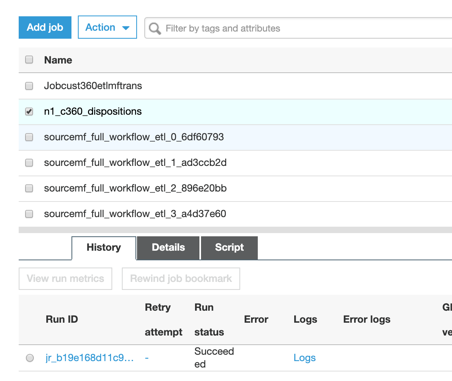 Add job Action Filter by tags and attributes
Name
Jobcust360etlmftrans
n1_c360_dispositions
sourcemf_full_workflow_etl_0_6df60793
sourcemf_full_workflow_etl_1_ad3ccb2d
sourcemf_full_workflow_etl_2_896e20bb
sourcemf_full_workflow_etl_3_a4d37e60
History Details Script
View run metrics Rewind job bookmark
Run ID Retry attempt Run status Error Logs Error logs Gl ve
jr_b19e168d11c9... - Succeeded Logs